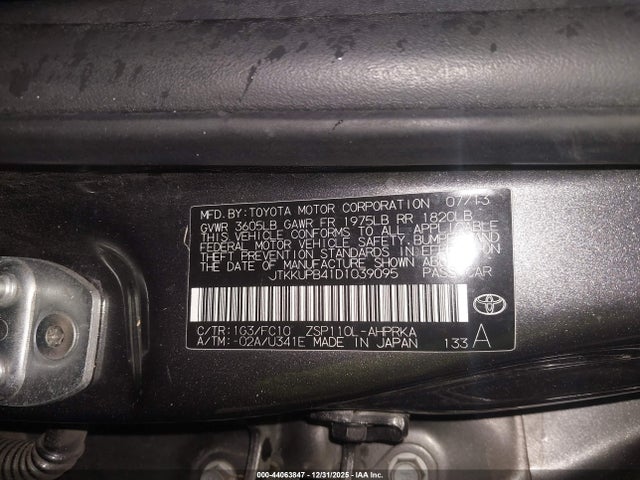 MFD.BY:TOYOTA MOTOR CORPORATION 07/13
GVWR 3605LB GAWR FR 1975LB RR 1820LB
THIS VEHICLE CONFORMS TO ALL APPLICABLE
FEDERAL MOTOR VEHICLE SAFETY, BUMPER, AND
THEFT PREVENTION STANDARDS IN EFFECT ON
THE DATE OF MANUFACTURE SHOWN ABOVE.
JTKKUPB41D1039095 PASS.CAR
C/TR:1G3/FC10 ZSP110L-AHPRKA
A/TM:-02A/U341E MADE IN JAPAN 133 A
000-44063847 - 12/31/2025 - IAA Inc.